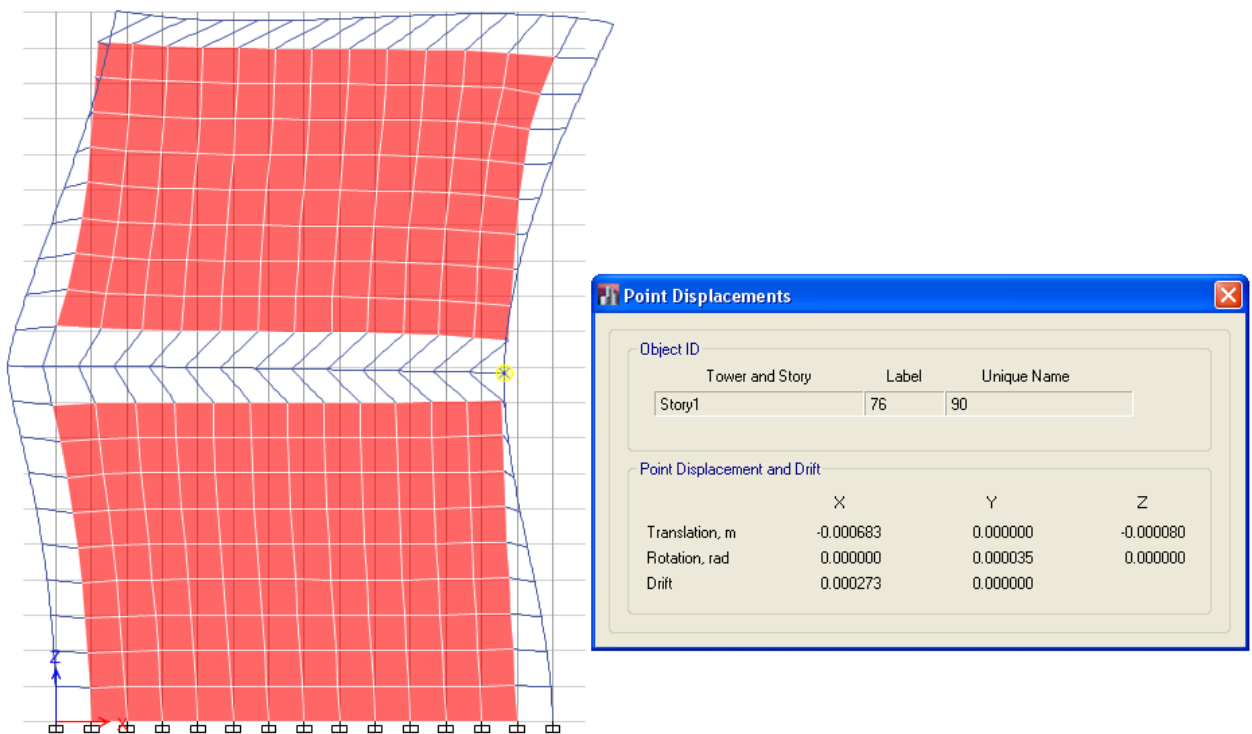 Z
X
Point Displacements
Object ID
Tower and Story Label Unique Name
Story1 76 90
Point Displacement and Drift
X Y Z
Translation, m -0.000683 0.000000 -0.000080
Rotation, rad 0.000000 0.000035 0.000000
Drift 0.000273 0.000000